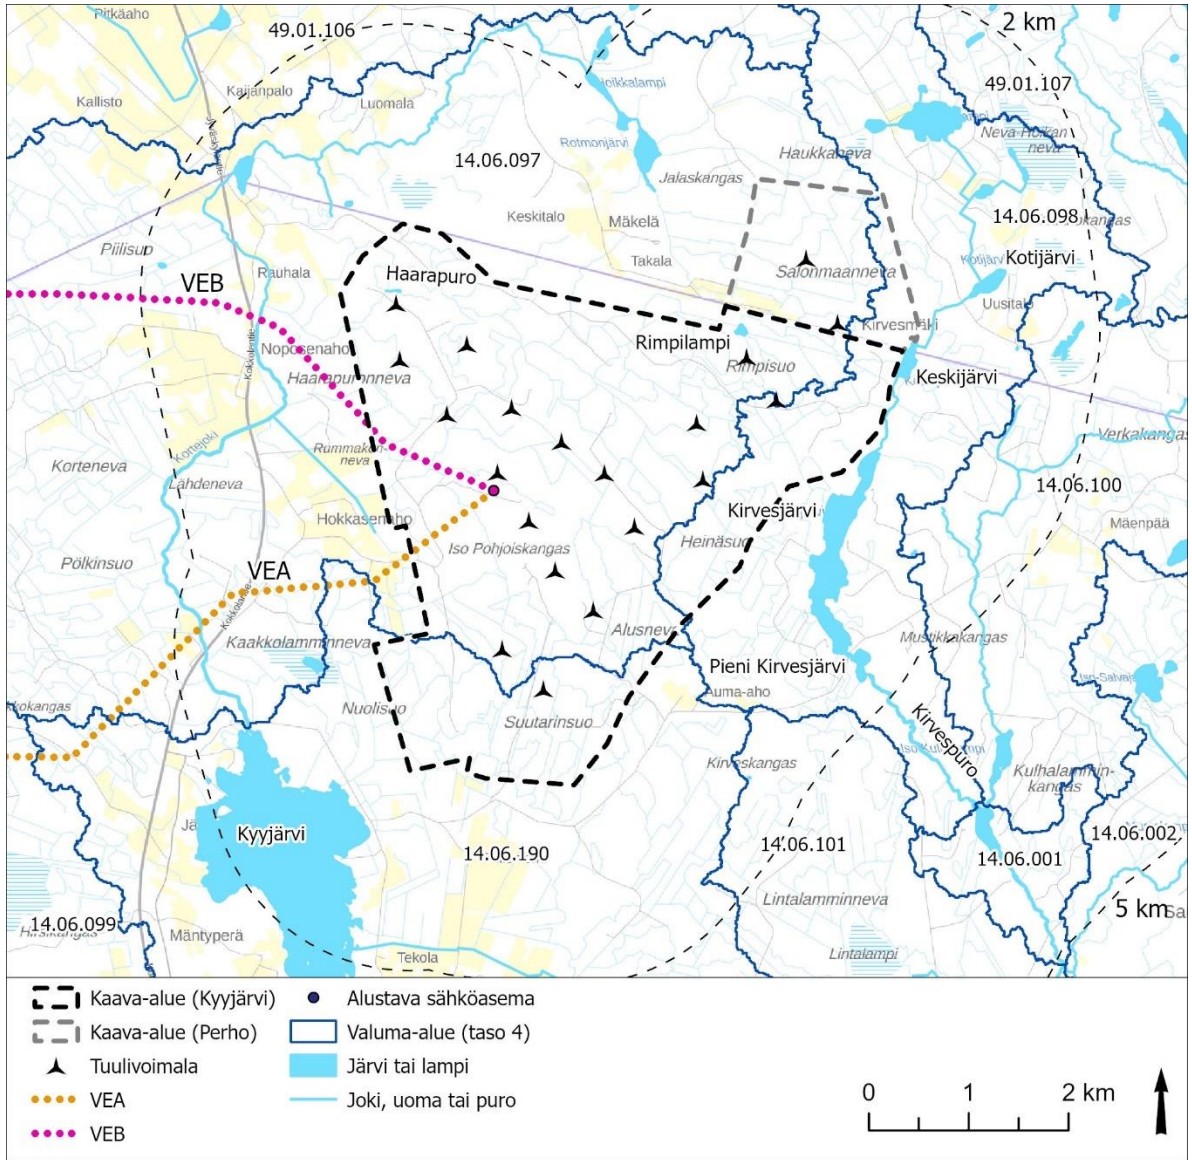 Pitkäaho
49.01.106
2 km
Kallisto
Kaijanpalo
Luomala
49.01.107
Neva-Hoikan
neva
Rotmonjärvi
Haukkaneva
14.06.097
Jalaskangas
14.06.098
Keskitalo
Mäkelä
Piilisuo
Takala
Kotijärvi
Rauhala
Haarapuro
Salonmaanneva
VEB
Uusitalo
Kirvesmäki
Noposenaho
Rimpilampi
Rimpisuo
Keskijärvi
Haarapuronneva
Kokkolantie
Kortejoki
Verkakangas
Korteneva
Lähdeneva
14.06.100
Hokkasenaho
Kirvesjärvi
Mäenpää
Iso Pohjoiskangas
Heinäsuo
Pölkinsuo
VEA
Kokkolantie
Kaakkolamminneva
Alusneva
Mustikkakangas
Pieni Kirvesjärvi
Auma-aho
Nuolisuo
Suutarinsuo
Kirvespuro
Kirveskangas
Kulhalammin-
kangas
Kyyjärvi
14.06.190
14.06.101
14.06.001
14.06.002
Lintalamminneva
5 km
14.06.099
Hirsikangas
Mäntyperä
Tekola
Lintalampi
Kaava-alue (Kyyjärvi)
Alustava sähköasema
Kaava-alue (Perho)
Valuma-alue (taso 4)
Tuulivoimala
Järvi tai lampi
VEA
Joki, uoma tai puro
VEB
0 1 2 km